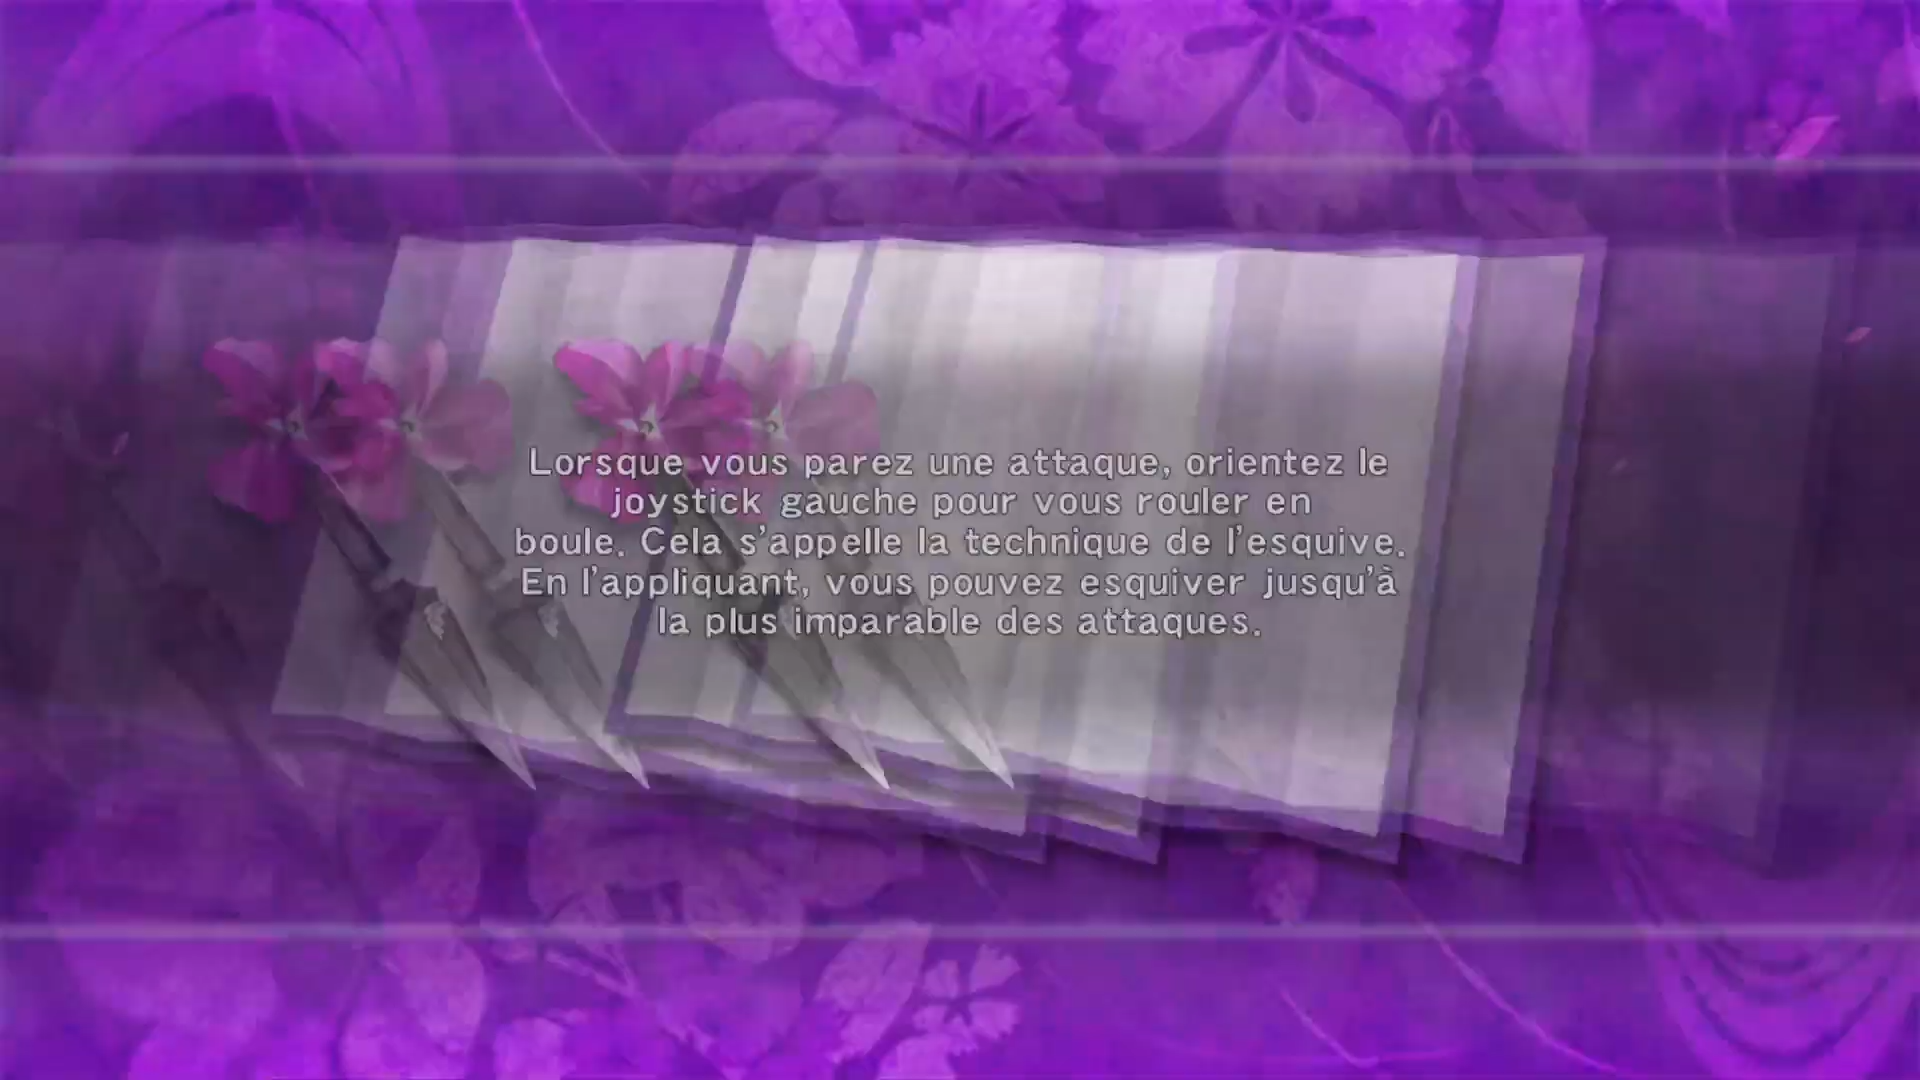 Lorsque vous parez une attaque, orientez le
joystick gauche pour vous rouler en
boule. Cela s'appelle la technique de l'esquive.
En l'appliquant, vous pouvez esquiver jusqu'à
la plus imparable des attaques.